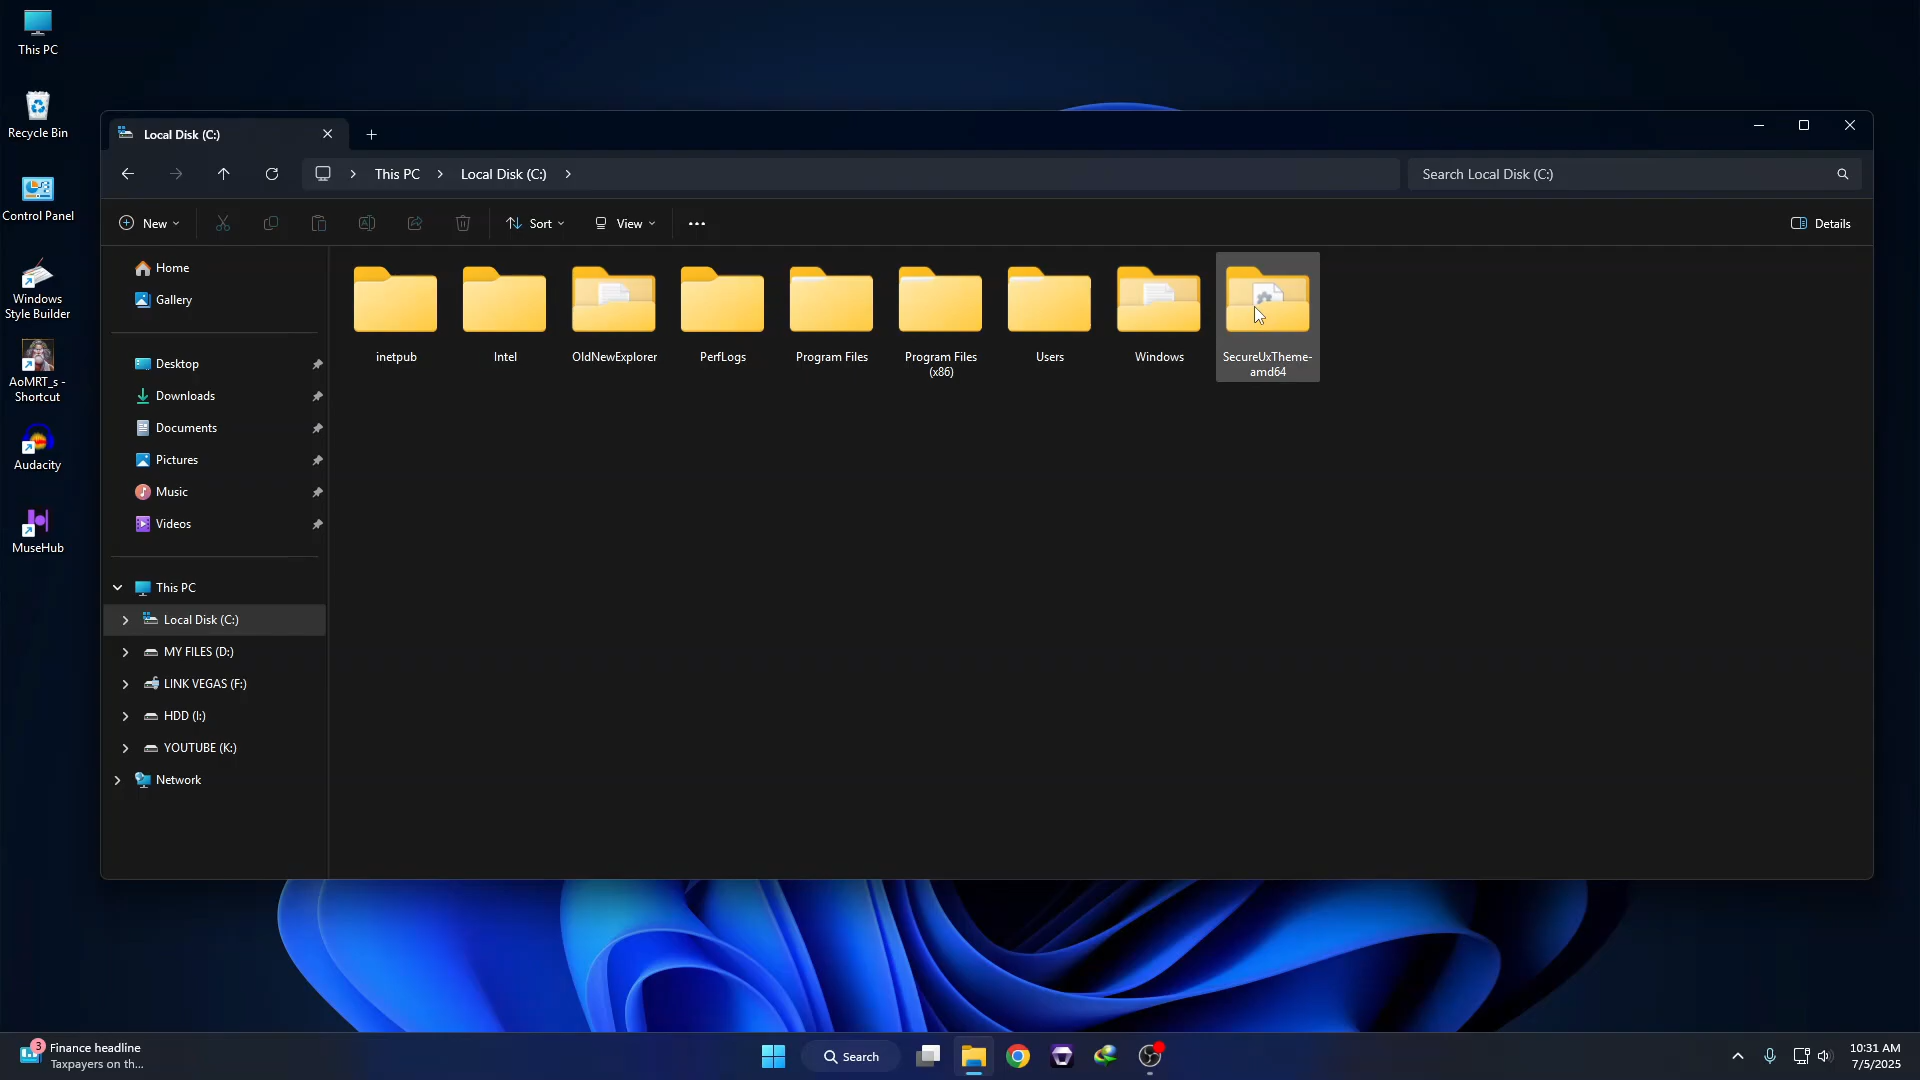 This PC
Recycle Bin
Control Panel
Windows
Style Builder
AoMRT_s -
Shortcut
Audacity
MuseHub
Local Disk (C:)
This PC
Local Disk (C:)
Search Local Disk (C:)
New
Sort
View
Details
Home
Gallery
Desktop
Downloads
Documents
Pictures
Music
Videos
This PC
Local Disk (C:)
MY FILES (D:)
LINK VEGAS (F:)
HDD (I:)
YOUTUBE (K:)
Network
inetpub
Intel
OldNewExplorer
PerfLogs
Program Files
Program Files
(x86)
Users
Windows
SecureUxTheme-
amd64
3
Finance headline
Taxpayers on th...
Search
10:31 AM
7/5/2025